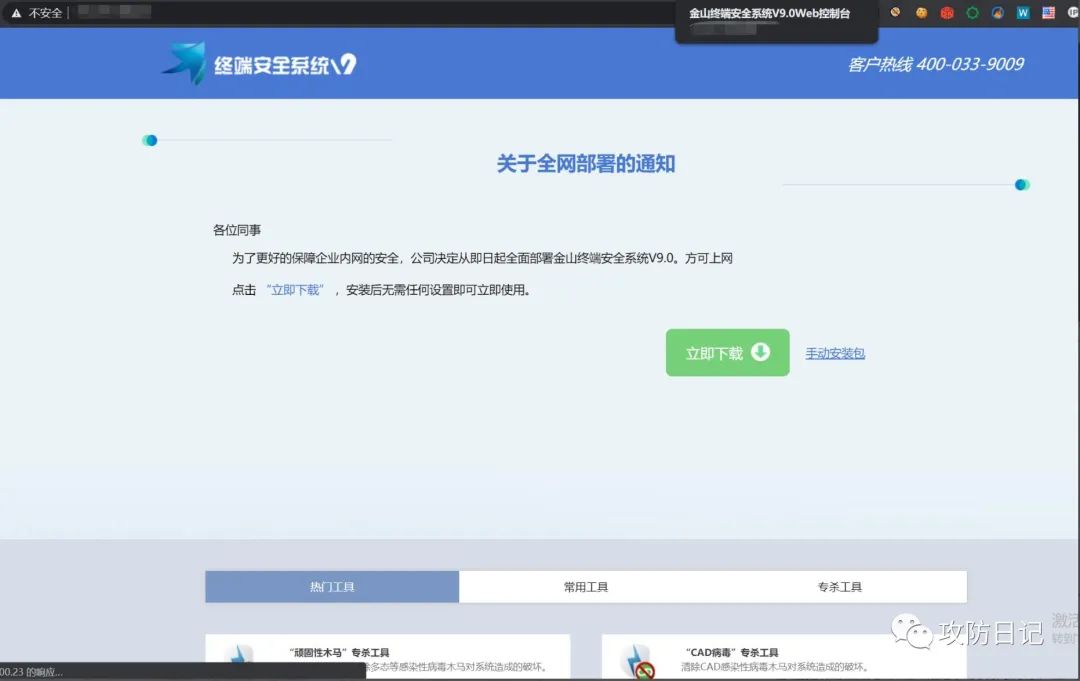 不安全
金山终端安全系统V9.0Web控制台
终端安全系统V9
客户热线 400-033-9009
关于全网部署的通知
各位同事
为了更好的保障企业内网的安全，公司决定从即日起全面部署金山终端安全系统V9.0。方可上网
点击 “立即下载” ，安装后无需任何设置即可立即使用。
立即下载 手动安装包
热门工具 常用工具 专杀工具
“顽固性木马”专杀工具 “CAD病毒”专杀工具
除多态等感染性病毒木马对系统造成的破坏。 清除CAD感染性病毒木马对系统造成的破坏。
00.23 的响应...
攻防日记
激活
转到